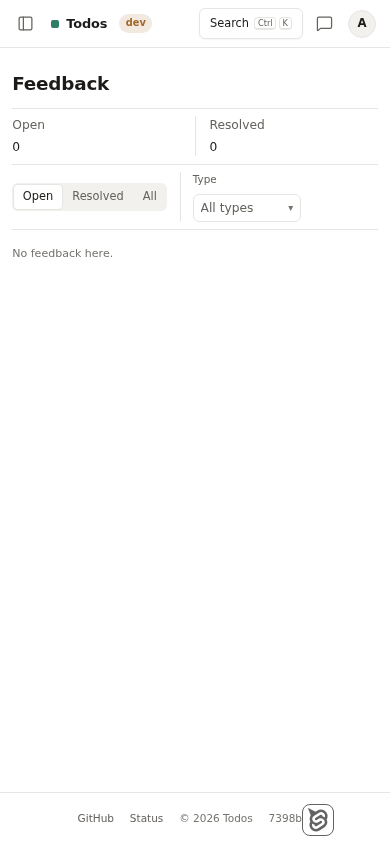 Todos dev Search Ctrl K A
Feedback
Open Resolved
0 0
Type
Open Resolved All All types
No feedback here.
GitHub Status © 2026 Todos 7398b